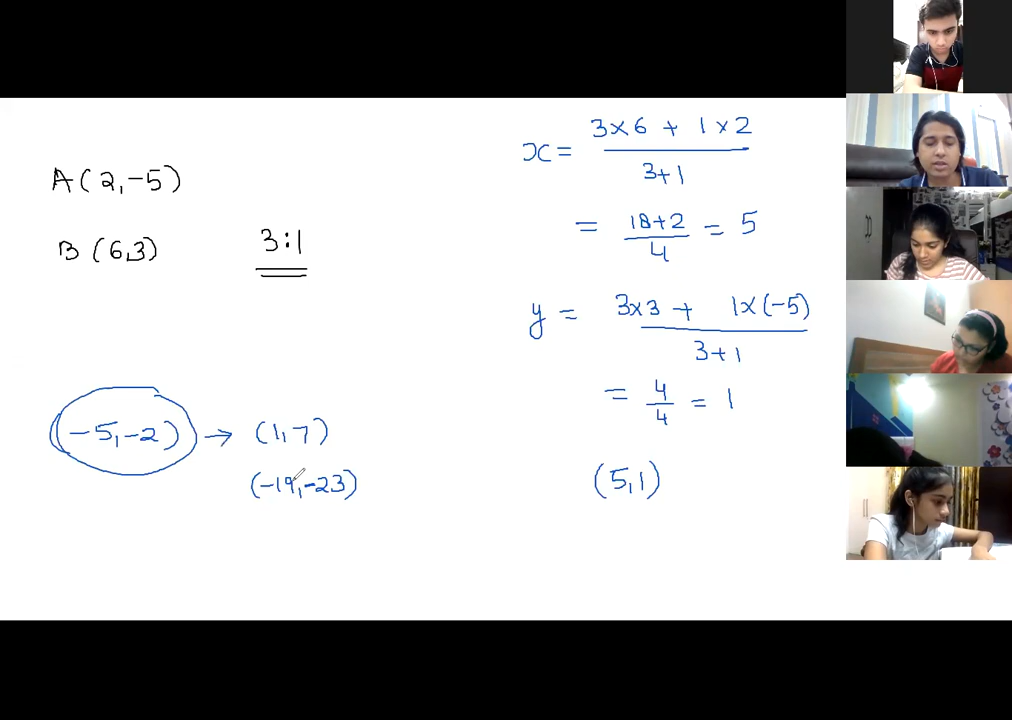 A(2,-5)
B (6,3)
3:1
(-5,-2) → (1,7)
(-19,-23)
x = 3×6 + 1×2
3+1
= 18+2 = 5
4
y = 3×3 + 1×(-5)
3+1
= 4 = 1
4
(5,1)